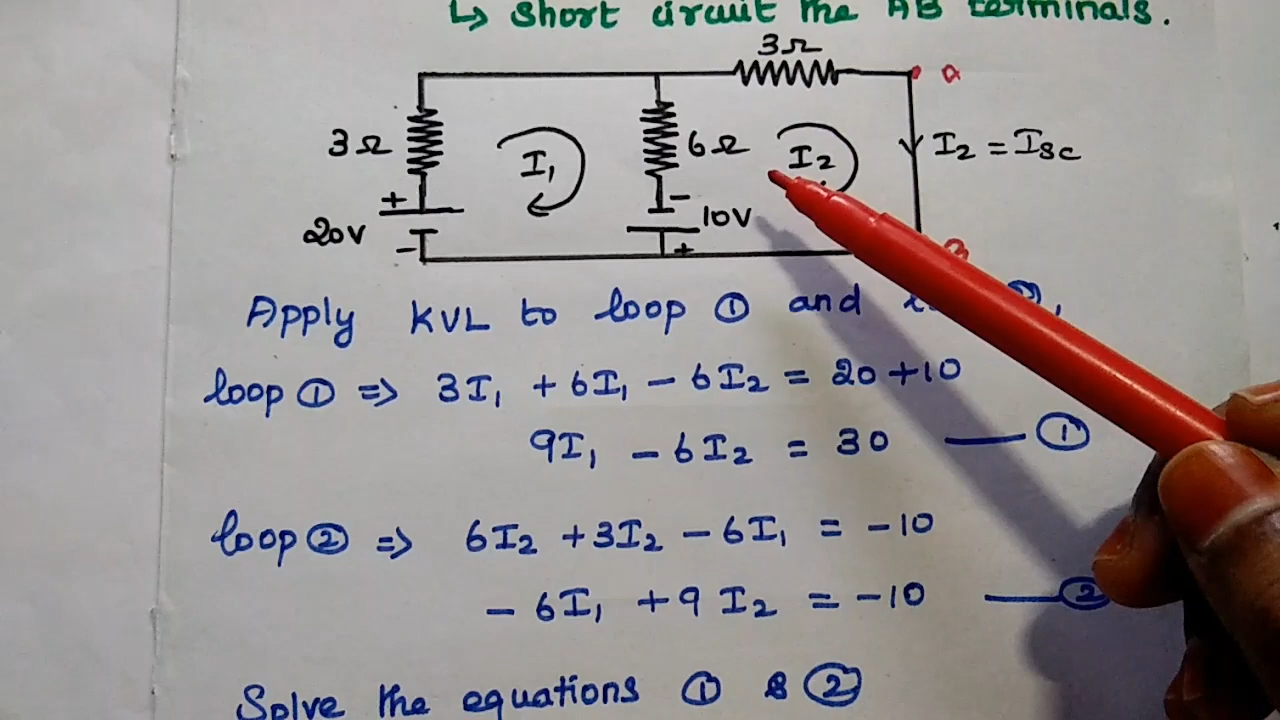 ↳ Short circuit the AB terminals.
3Ω
a
3Ω I₁ 6Ω I₂ I₂ = Isc
+ -
20V 10V
- +
Apply KVL to loop ① and
loop ① ⇒ 3I₁ + 6I₁ - 6I₂ = 20+10
9I₁ - 6I₂ = 30 — ①
loop ② ⇒ 6I₂ + 3I₂ - 6I₁ = -10
- 6I₁ + 9I₂ = -10 — ②
Solve the equations ① & ②